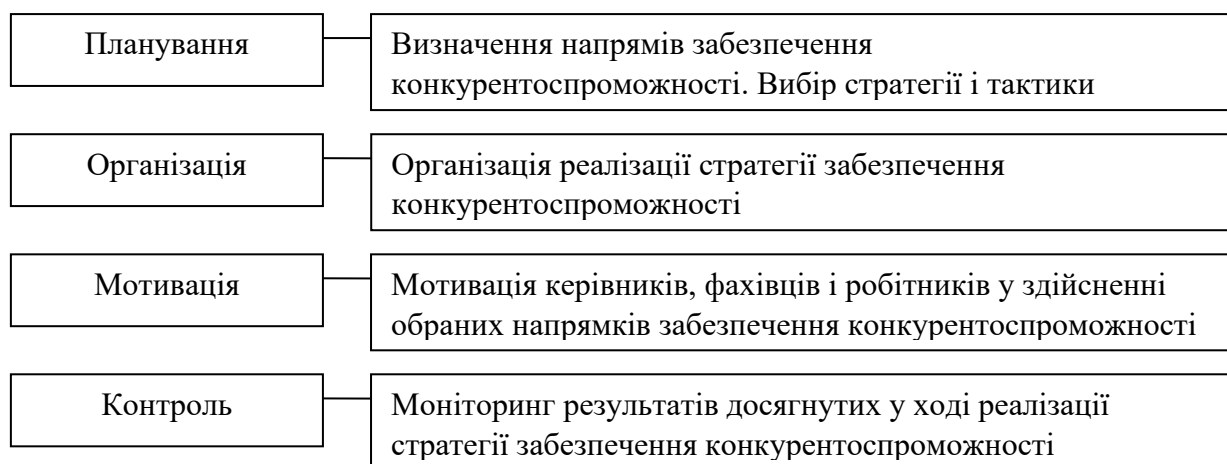 Планування
Визначення напрямів забезпечення
конкурентоспроможності. Вибір стратегії і тактики
Організація
Організація реалізації стратегії забезпечення
конкурентоспроможності
Мотивація
Мотивація керівників, фахівців і робітників у здійсненні
обраних напрямків забезпечення конкурентоспроможності
Контроль
Моніторинг результатів досягнутих у ході реалізації
стратегії забезпечення конкурентоспроможності